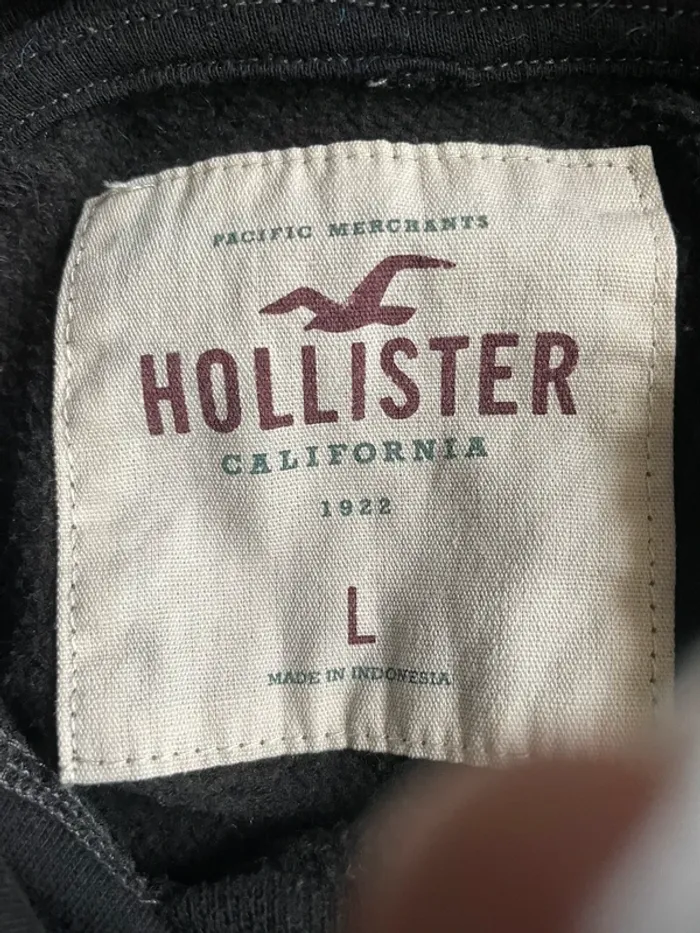 PACIFIC MERCHANTS
HOLLISTER
CALIFORNIA
1922
L
MADE IN INDONESIA